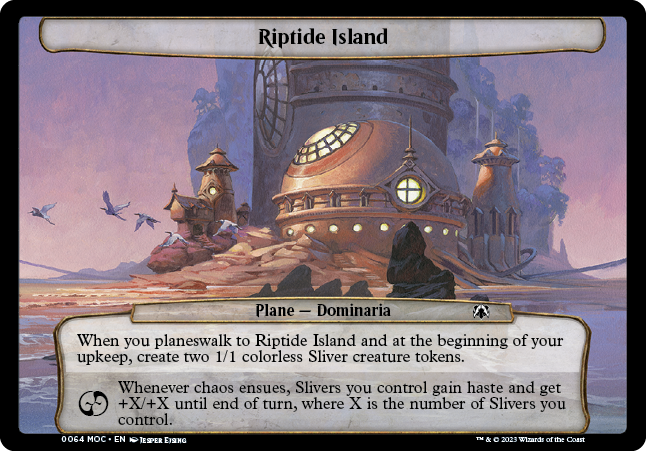 Riptide Island
Plane — Dominaria
When you planeswalk to Riptide Island and at the beginning of your
upkeep, create two 1/1 colorless Sliver creature tokens.
Whenever chaos ensues, Slivers you control gain haste and get
+X/+X until end of turn, where X is the number of Slivers you
control.
0064 MOC • EN Jesper Ejsing
™ & © 2023 Wizards of the Coast